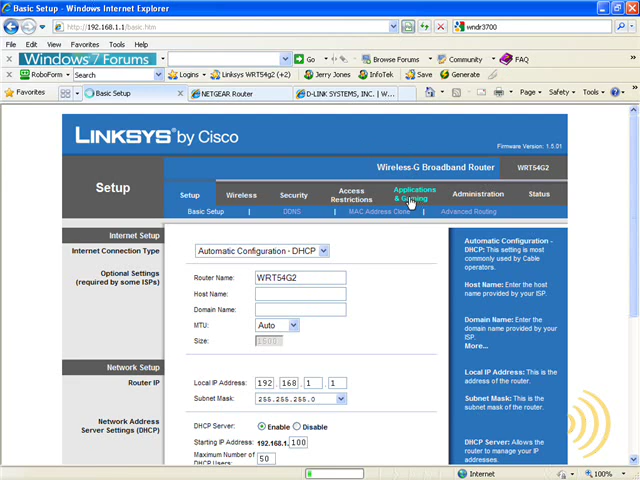 Basic Setup - Windows Internet Explorer
http://192.168.1.1/basic.htm
wndr3700
File Edit View Favorites Tools Help
Windows 7 Forums Go Browse Forums Community FAQ
RoboForm Search Logins Linksys WRT54g2 (+2) Jerry Jones InfoTek Save Generate
Favorites Basic Setup NETGEAR Router D-LINK SYSTEMS, INC. | W... Page Safety Tools
LINKSYS by Cisco
Firmware Version: 1.5.01
Wireless-G Broadband Router WRT54G2
Setup
Setup Wireless Security Access Restrictions Applications & Gaming Administration Status
Basic Setup | DDNS | MAC Address Clone | Advanced Routing
Internet Setup
Internet Connection Type
Automatic Configuration - DHCP
Optional Settings
(required by some ISPs)
Router Name: WRT54G2
Host Name:
Domain Name:
MTU: Auto
Size: 1500
Network Setup
Router IP
Local IP Address: 192 . 168 . 1 . 1
Subnet Mask: 255.255.255.0
Network Address
Server Settings (DHCP)
DHCP Server: Enable Disable
Starting IP Address: 192.168.1. 100
Maximum Number of
DHCP Users: 50
Automatic Configuration -
DHCP: This setting is most
commonly used by Cable
operators.
Host Name: Enter the host
name provided by your ISP.
Domain Name: Enter the
domain name provided by
your ISP.
More...
Local IP Address: This is the
address of the router.
Subnet Mask: This is the
subnet mask of the router.
DHCP Server: Allows the
router to manage your IP
addresses.
Internet 100%